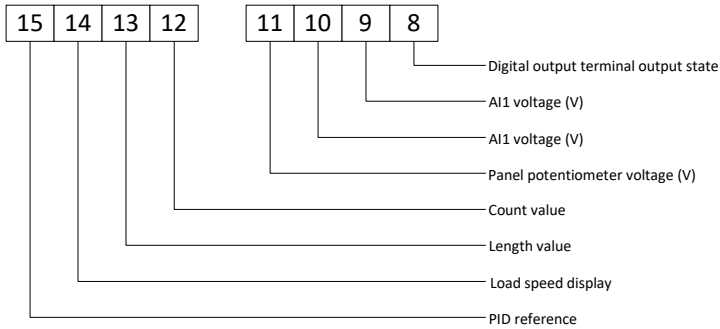 15 14 13 12 11 10 9 8
Digital output terminal output state
AI1 voltage (V)
AI1 voltage (V)
Panel potentiometer voltage (V)
Count value
Length value
Load speed display
PID reference